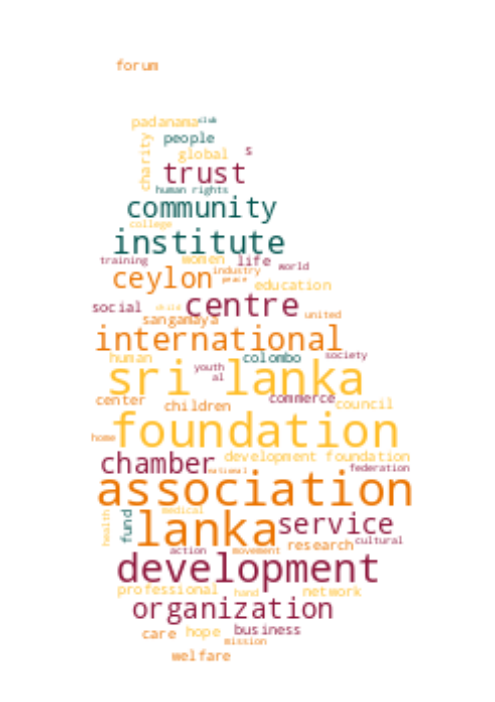 forum
padanama club
people
charity
global s
trust
human rights
community
college
institute
training women life world
ceylon industry
peace
education
social child centre
sangamaya united
international
human colombo society
sri lanka
youth
al
center children commerce council
home foundation
chamber development foundation
national federation
association
health fund medical
lanka service
action movement research cultural
development
professional hand network
organization
care hope business
mission
welfare